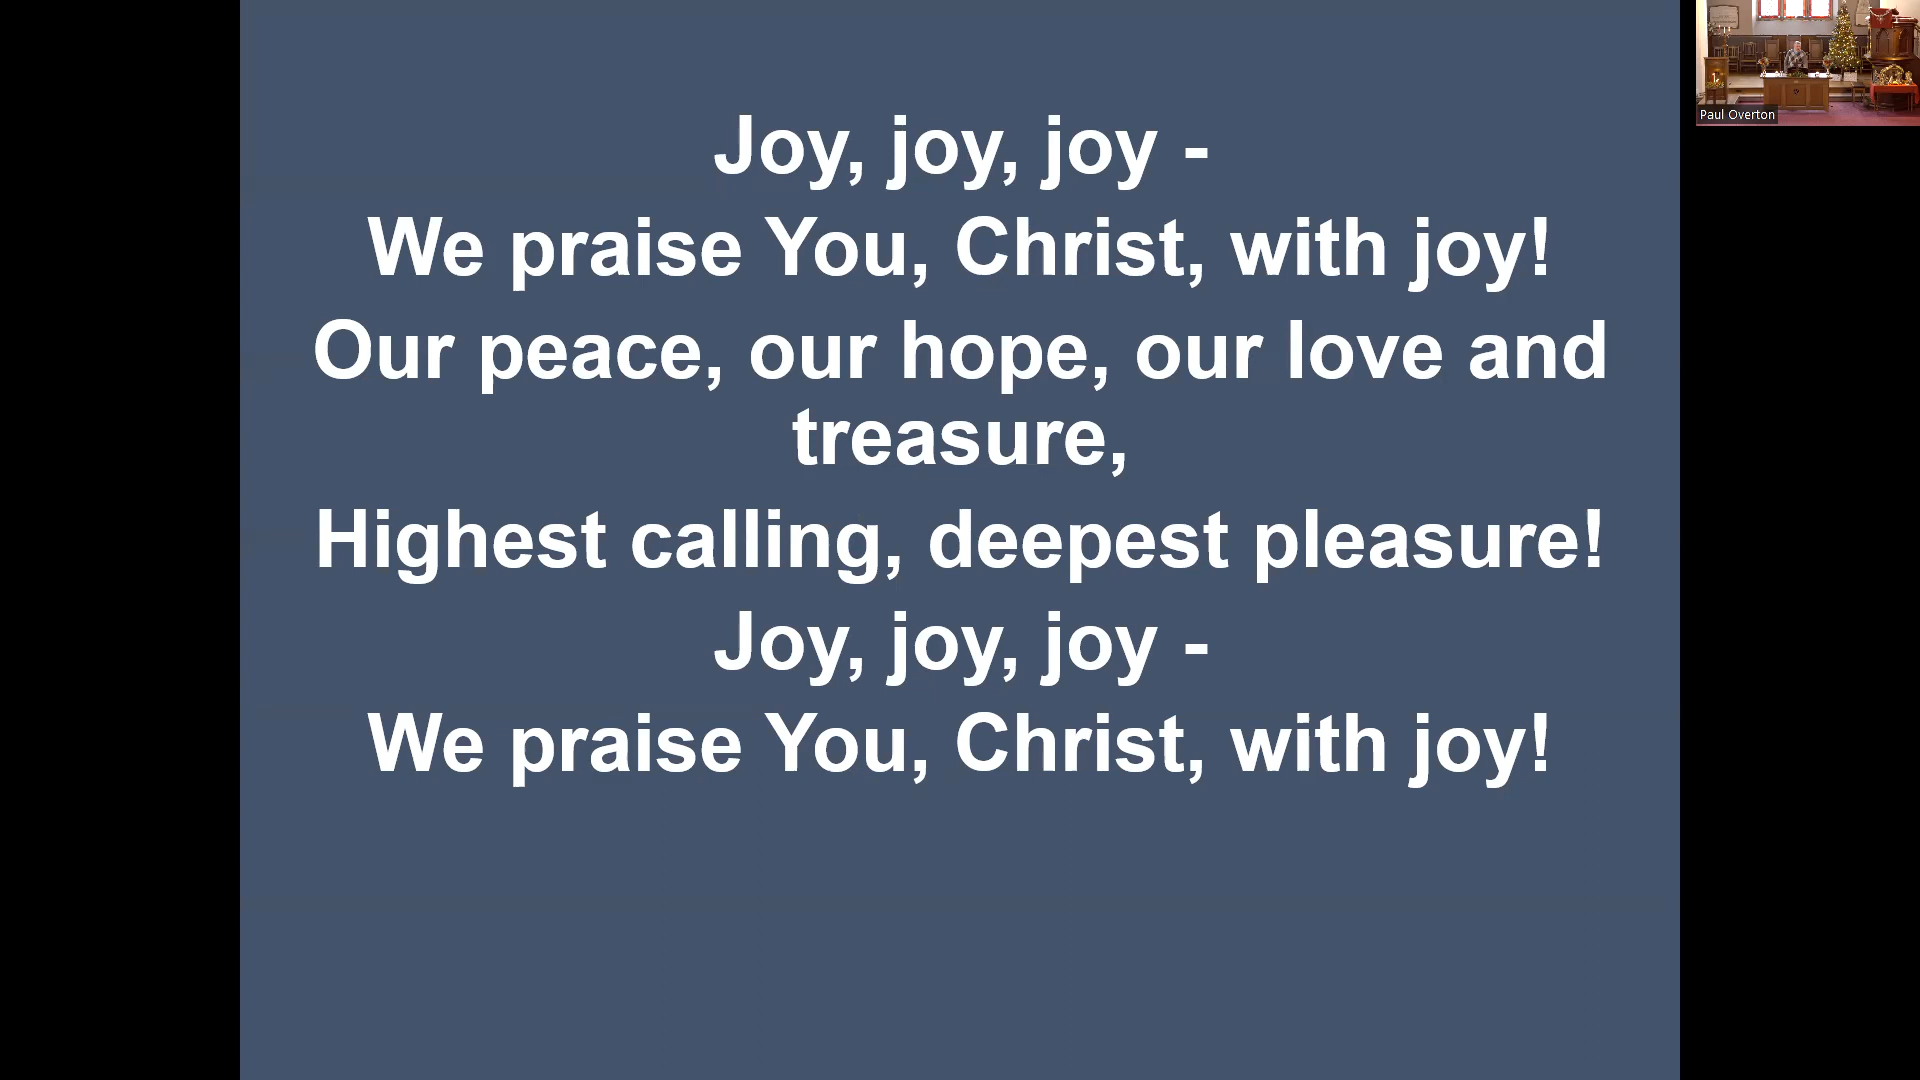 Joy, joy, joy -
We praise You, Christ, with joy!
Our peace, our hope, our love and
treasure,
Highest calling, deepest pleasure!
Joy, joy, joy -
We praise You, Christ, with joy!
Paul Overton